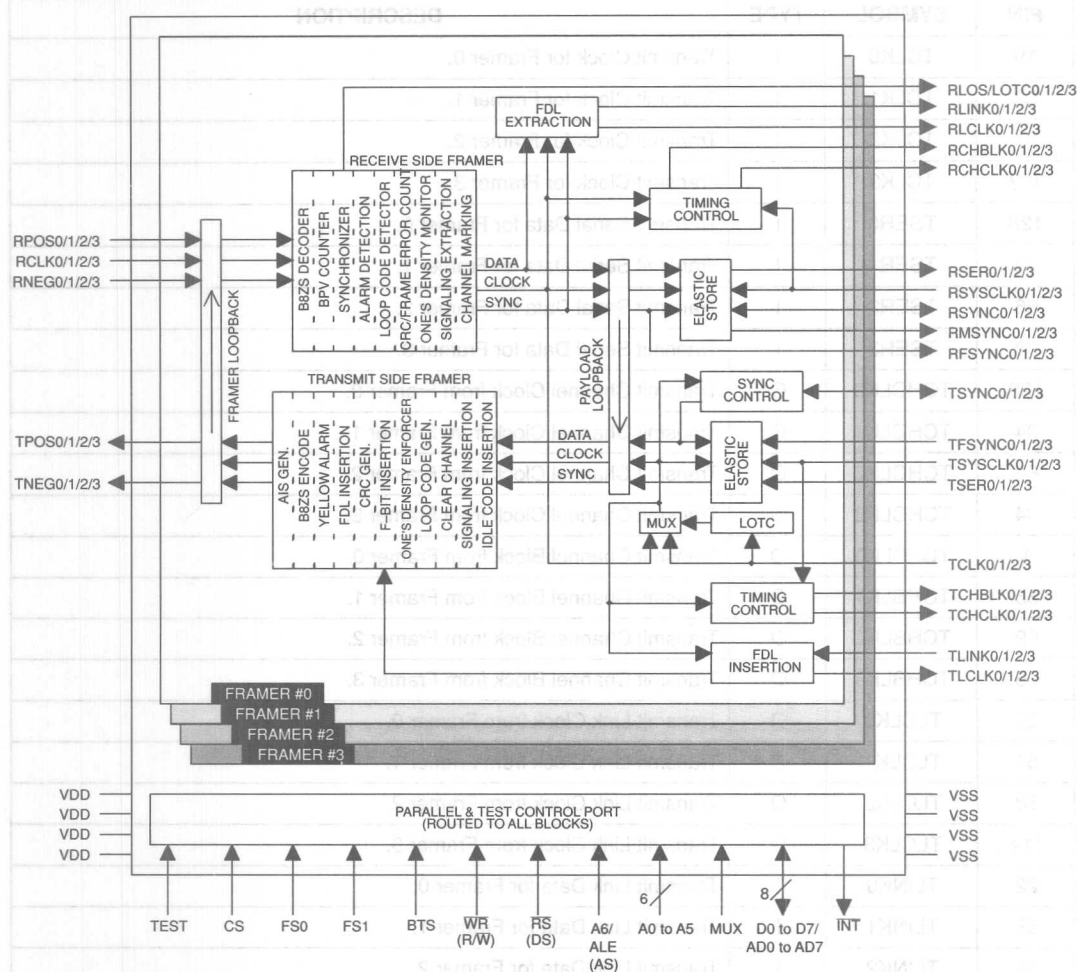 RLOS/LOTC0/1/2/3
RLINK0/1/2/3
RLCLK0/1/2/3
RCHBLK0/1/2/3
RCHCLK0/1/2/3
FDL
EXTRACTION
RECEIVE SIDE FRAMER
TIMING
CONTROL
RPOS0/1/2/3
RCLK0/1/2/3
RNEG0/1/2/3
FRAMER LOOPBACK
B8ZS DECODER
BPV COUNTER
SYNCHRONIZER
ALARM DETECTION
LOOP CODE DETECTOR
CRC/FRAME ERROR COUNT
ONE'S DENSITY MONITOR
SIGNALING EXTRACTION
CHANNEL MARKING
DATA
CLOCK
SYNC
PAYLOAD
LOOPBACK
ELASTIC
STORE
RSER0/1/2/3
RSYSCLK0/1/2/3
RSYNC0/1/2/3
RMSYNC0/1/2/3
RFSYNC0/1/2/3
TRANSMIT SIDE FRAMER
SYNC
CONTROL
TSYNC0/1/2/3
TPOS0/1/2/3
TNEG0/1/2/3
AIS GEN.
B8ZS ENCODE
YELLOW ALARM
FDL INSERTION
CRC GEN.
F-BIT INSERTION
ONE'S DENSITY ENFORCER
LOOP CODE GEN.
CLEAR CHANNEL
SIGNALING INSERTION
IDLE CODE INSERTION
DATA
CLOCK
SYNC
ELASTIC
STORE
TFSYNC0/1/2/3
TSYSCLK0/1/2/3
TSER0/1/2/3
MUX
LOTC
TCLK0/1/2/3
TIMING
CONTROL
TCHBLK0/1/2/3
TCHCLK0/1/2/3
FDL
INSERTION
TLINK0/1/2/3
TLCLK0/1/2/3
FRAMER #0
FRAMER #1
FRAMER #2
FRAMER #3
VDD
VDD
VDD
VDD
PARALLEL & TEST CONTROL PORT
(ROUTED TO ALL BLOCKS)
VSS
VSS
VSS
VSS
6
8
TEST
CS
FS0
FS1
BTS
WR
(R/W)
RS
(DS)
A6/
ALE
(AS)
A0 to A5
MUX
D0 to D7/
AD0 to AD7
INT